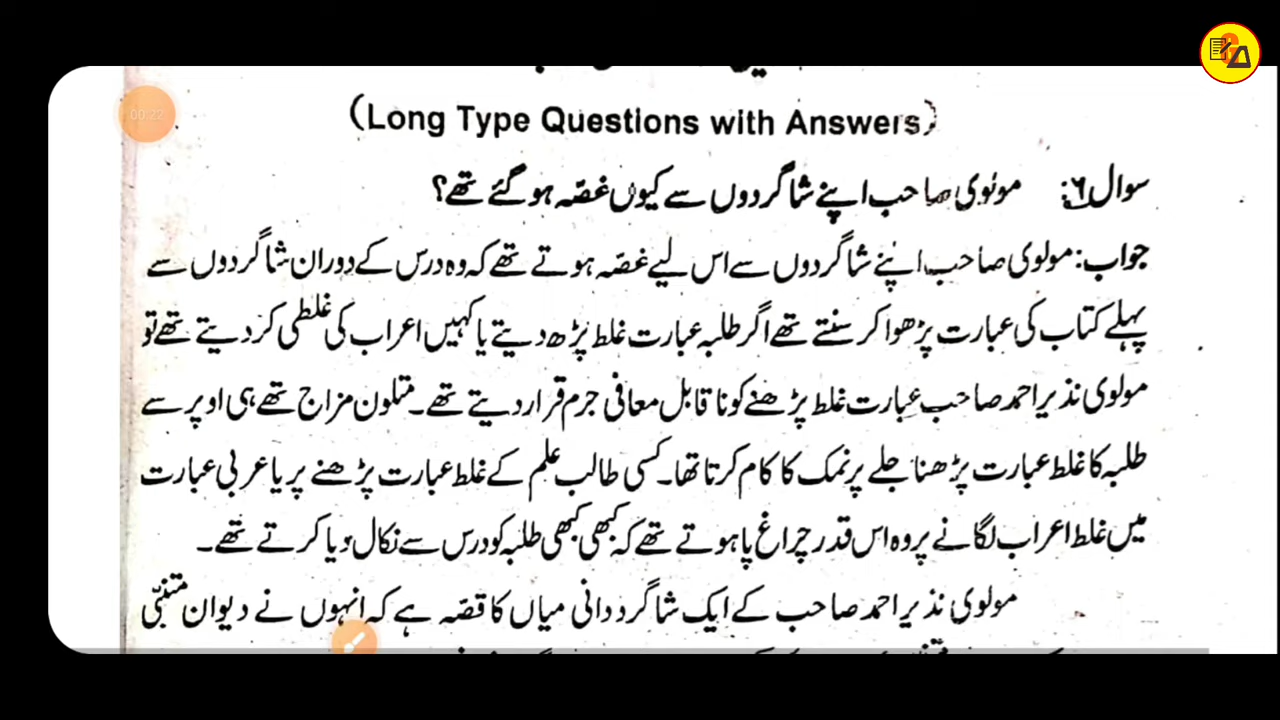 (Long Type Questions with Answers)
سوال ۶: مولوی صاحب اپنے شاگردوں سے کیوں غصّہ ہو گئے تھے؟
جواب: مولوی صاحب اپنے شاگردوں سے اس لیے غصّہ ہوتے تھے کہ وہ درس کے دوران شاگردوں سے
پہلے کتاب کی عبارت پڑھوا کر سنتے تھے اگر طلبہ عبارت غلط پڑھ دیتے یا کہیں اعراب کی غلطی کر دیتے تھے تو
مولوی نذیر احمد صاحب عبارت غلط پڑھنے کو ناقابل معافی جرم قرار دیتے تھے۔ متلون مزاج تھے ہی اوپر سے
طلبہ کا غلط عبارت پڑھنا جلے پر نمک کا کام کرتا تھا۔ کسی طالب علم کے غلط عبارت پڑھنے پر یا عربی عبارت
میں غلط اعراب لگانے پر وہ اس قدر چراغ پا ہوتے تھے کہ کبھی کبھی طلبہ کو درس سے نکال دیا کرتے تھے۔
مولوی نذیر احمد صاحب کے ایک شاگرد دانی میاں کا قصّہ ہے کہ انہوں نے دیوان متنبّی
00:22